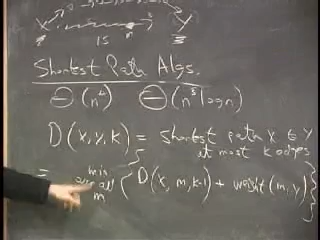 X Y
15
Shortest Path Algs.
Θ(n⁴) Θ(n³ log n)
D(x, y, k) = shortest path x to y
at most k edges
= min over all m { D(x, m, k-1) + weight(m, y) }